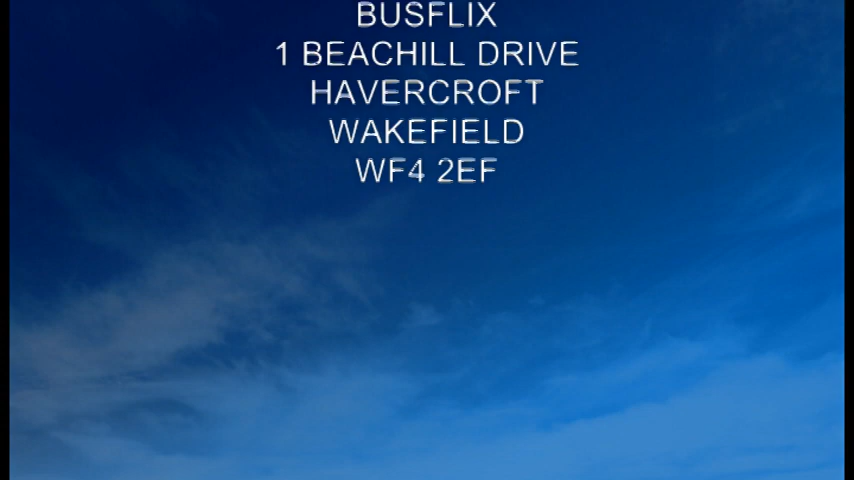 BUSFLIX
1 BEACHILL DRIVE
HAVERCROFT
WAKEFIELD
WF4 2EF